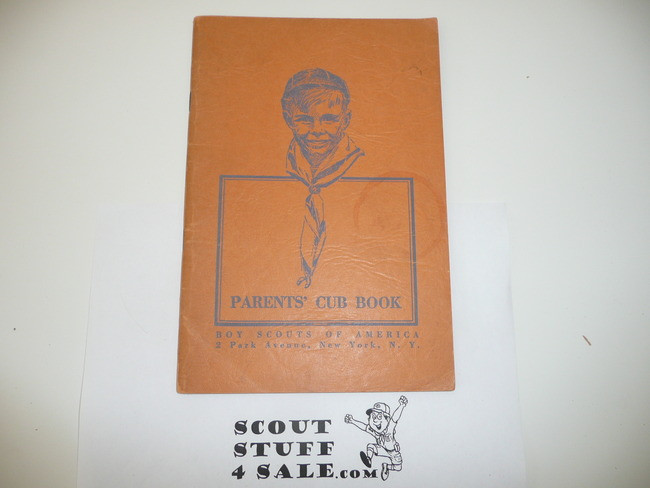 PARENTS' CUB BOOK
BOY SCOUTS OF AMERICA
2 Park Avenue, New York, N. Y.
SCOUT
STUFF
4 SALE.COM